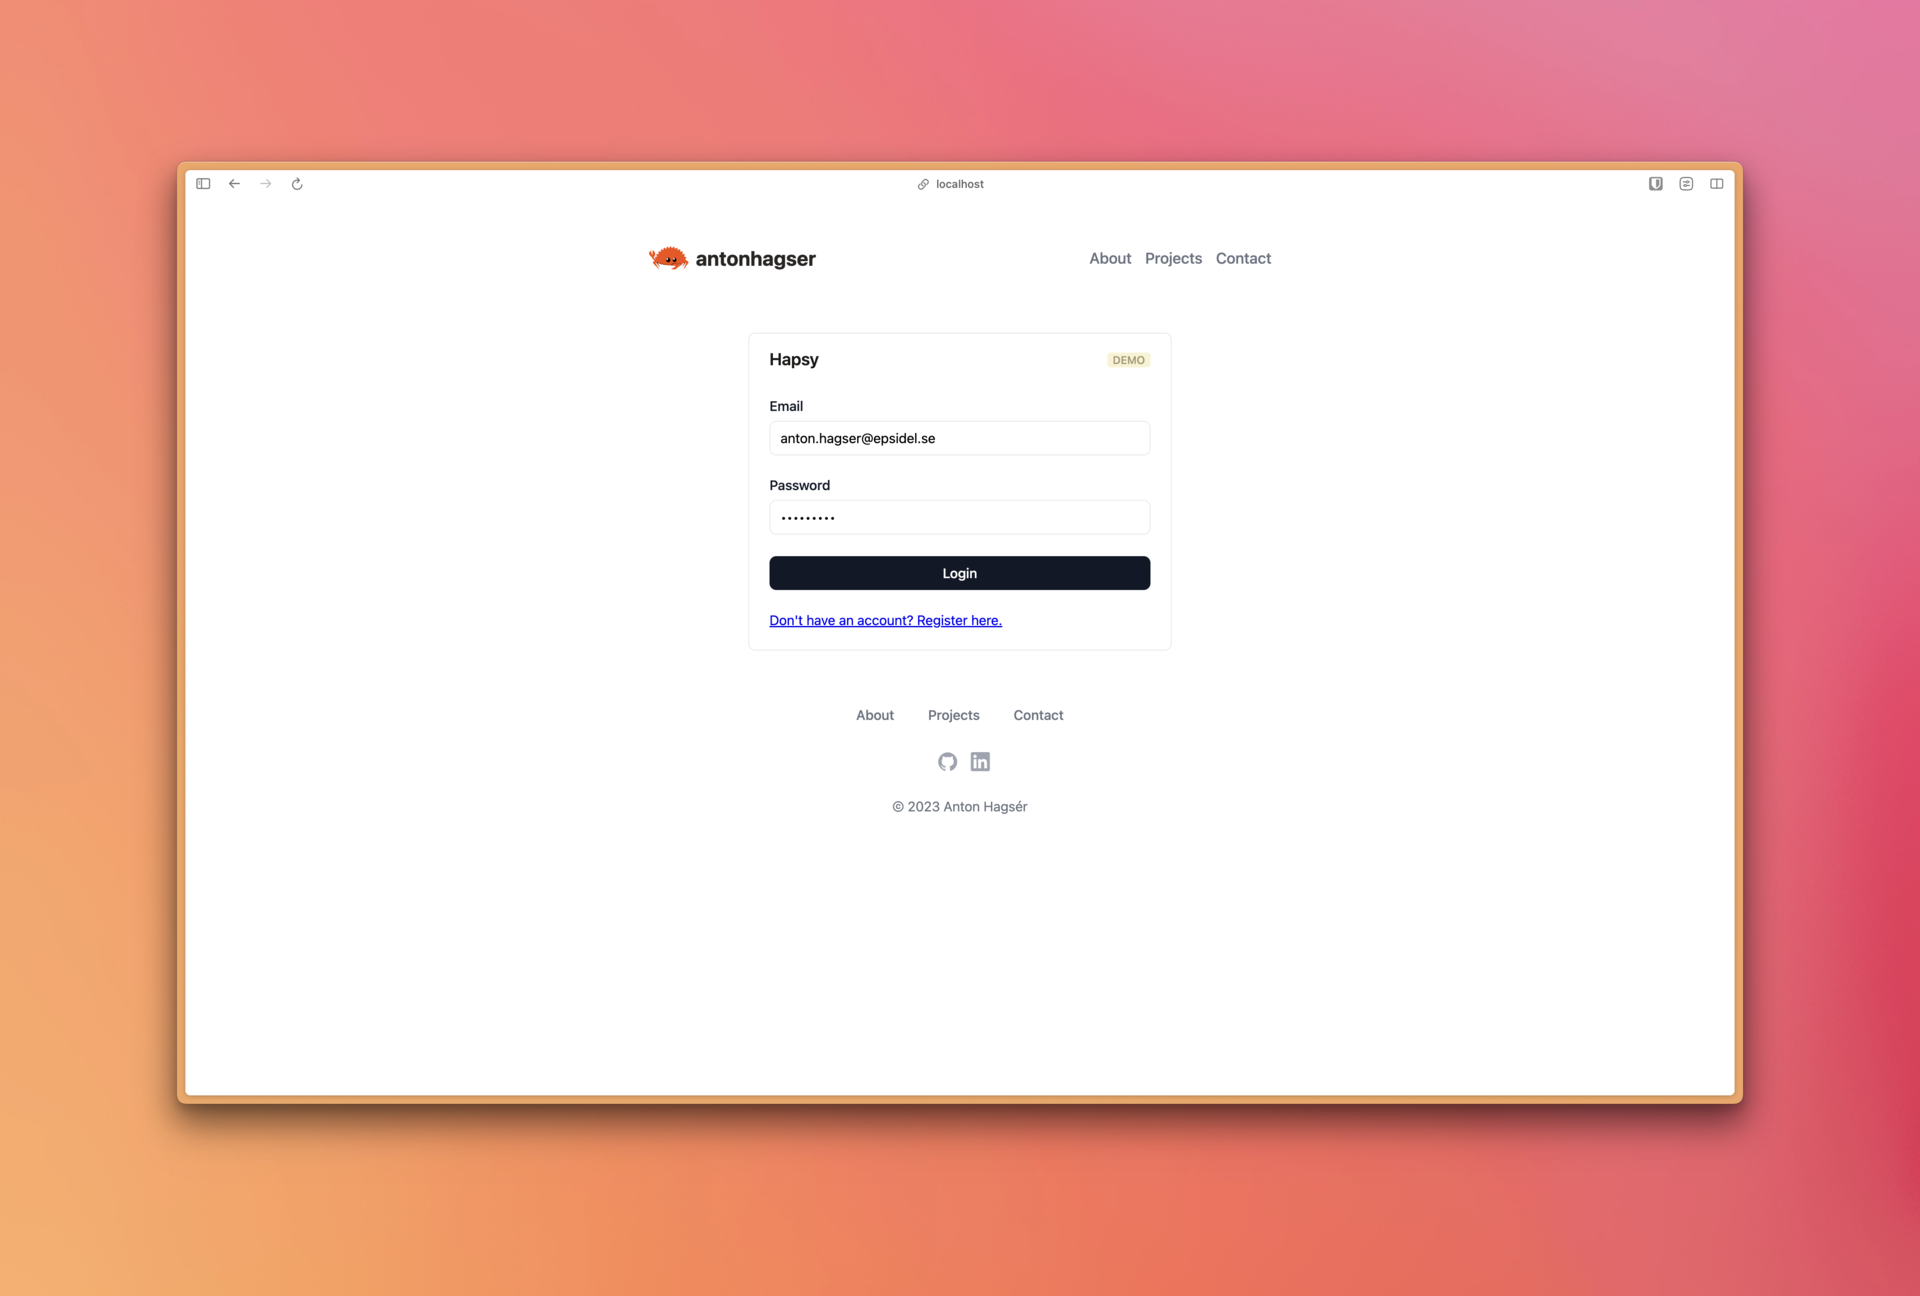 localhost
antonhagser
About Projects Contact
Hapsy
DEMO
Email
anton.hagser@epsidel.se
Password
•••••••••
Login
Don't have an account? Register here.
About Projects Contact
in
© 2023 Anton Hagsér